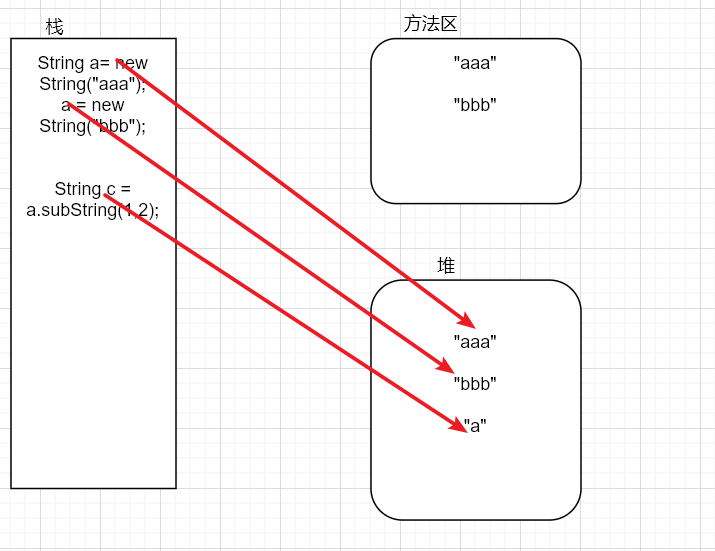 栈
String a= new
String("aaa");
a = new
String("bbb");
String c =
a.subString(1,2);
方法区
"aaa"
"bbb"
堆
"aaa"
"bbb"
"a"